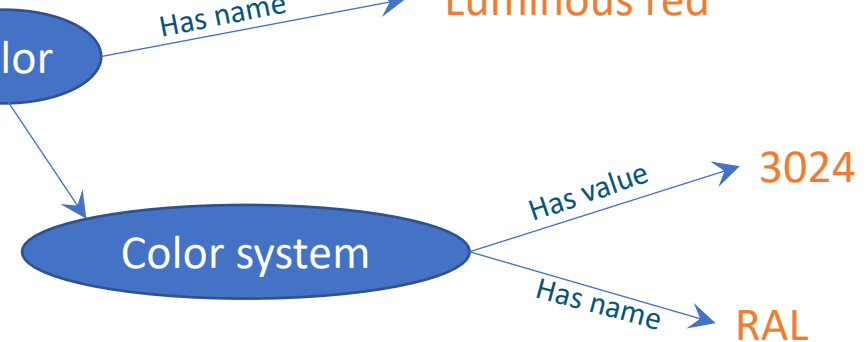 Has name
Luminous red
lor
3024
Has value
Color system
Has name
RAL